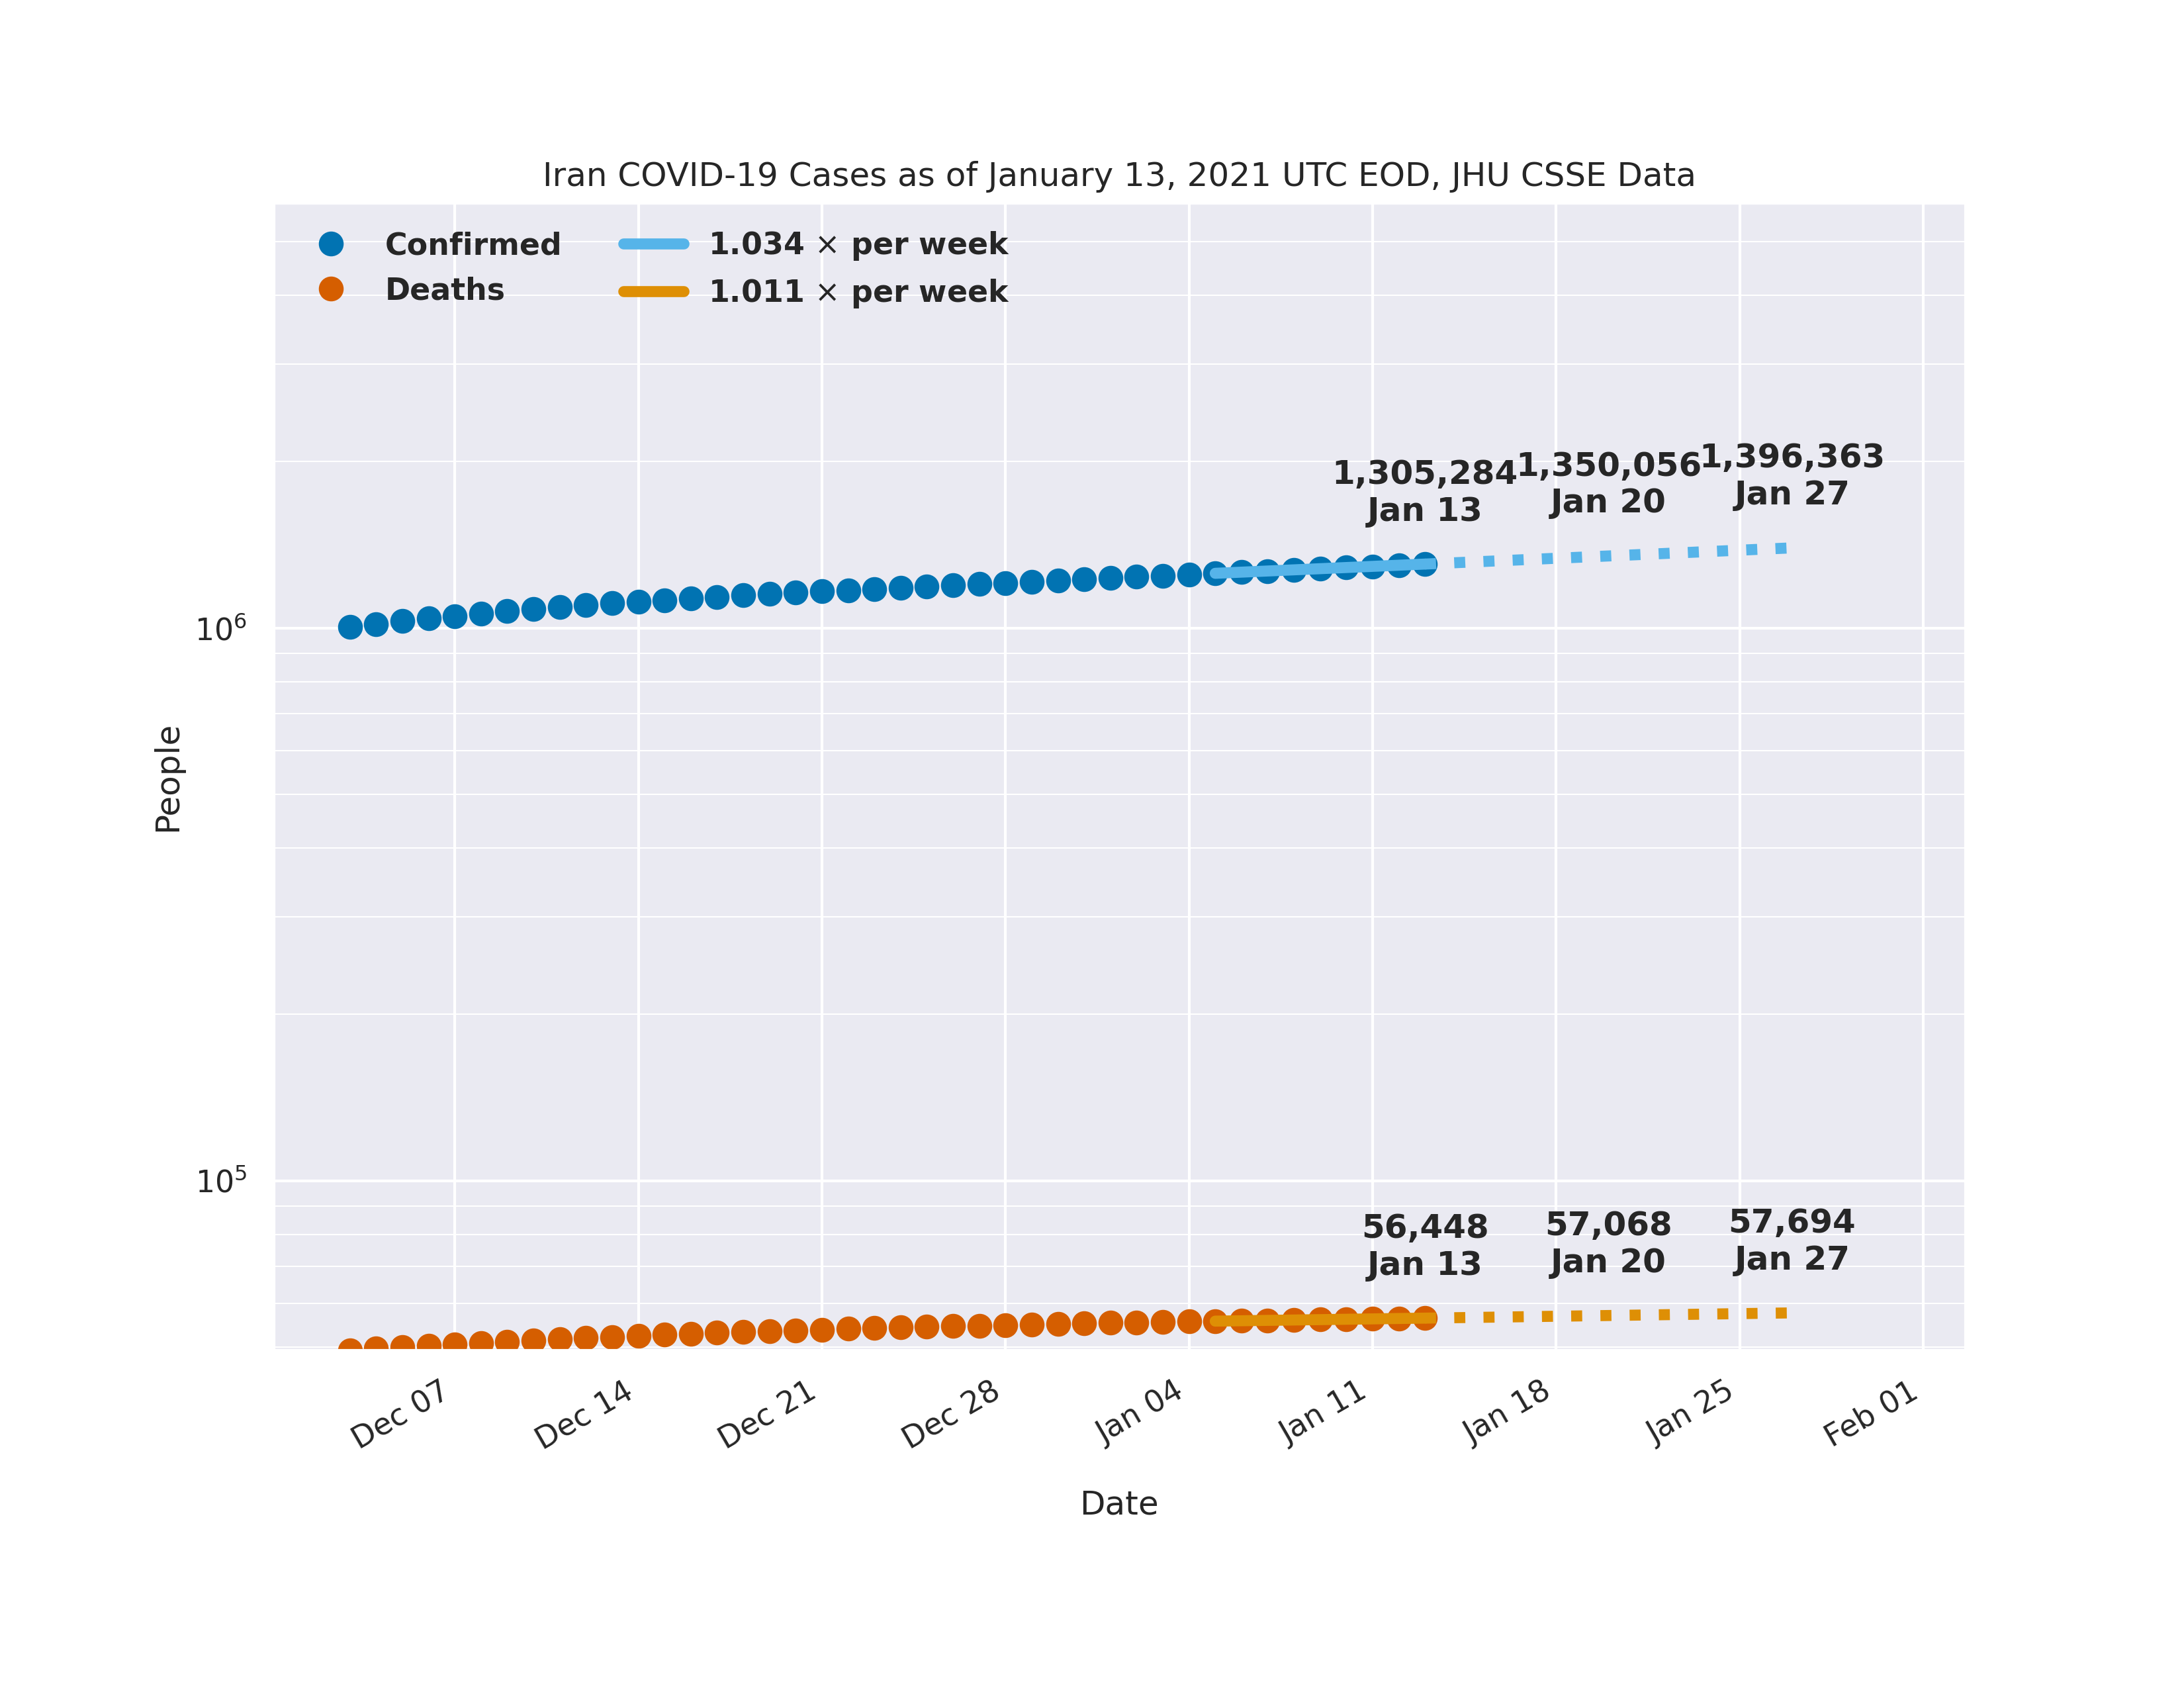 Iran COVID-19 Cases as of January 13, 2021 UTC EOD, JHU CSSE Data
Confirmed
Deaths
1.034 × per week
1.011 × per week
1,305,284
Jan 13
1,350,056
Jan 20
1,396,363
Jan 27
10⁶
People
10⁵
56,448
Jan 13
57,068
Jan 20
57,694
Jan 27
Dec 07
Dec 14
Dec 21
Dec 28
Jan 04
Jan 11
Jan 18
Jan 25
Feb 01
Date